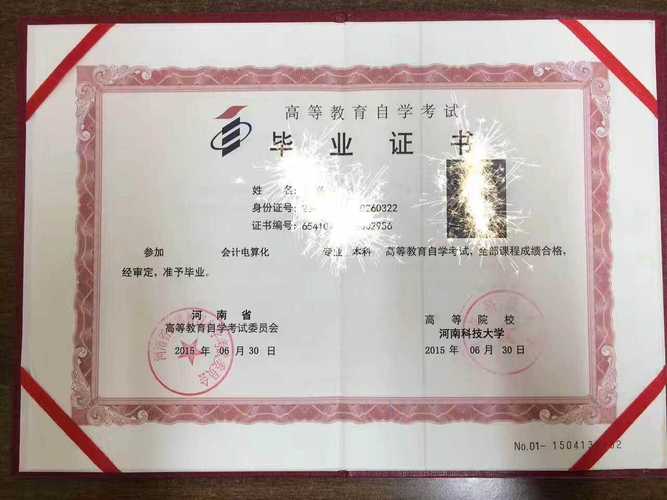 高等教育自学考试
毕业证书
姓 名:
身份证号: 260322
证书编号: 6541 2956
参加 会计电算化 专业 本科 高等教育自学考试,全部课程成绩合格,
经审定,准予毕业。
河南省
高等教育自学考试委员会
2015 年 06 月 30 日
高等院校
河南科技大学
2015 年 06 月 30 日
No.01- 150413